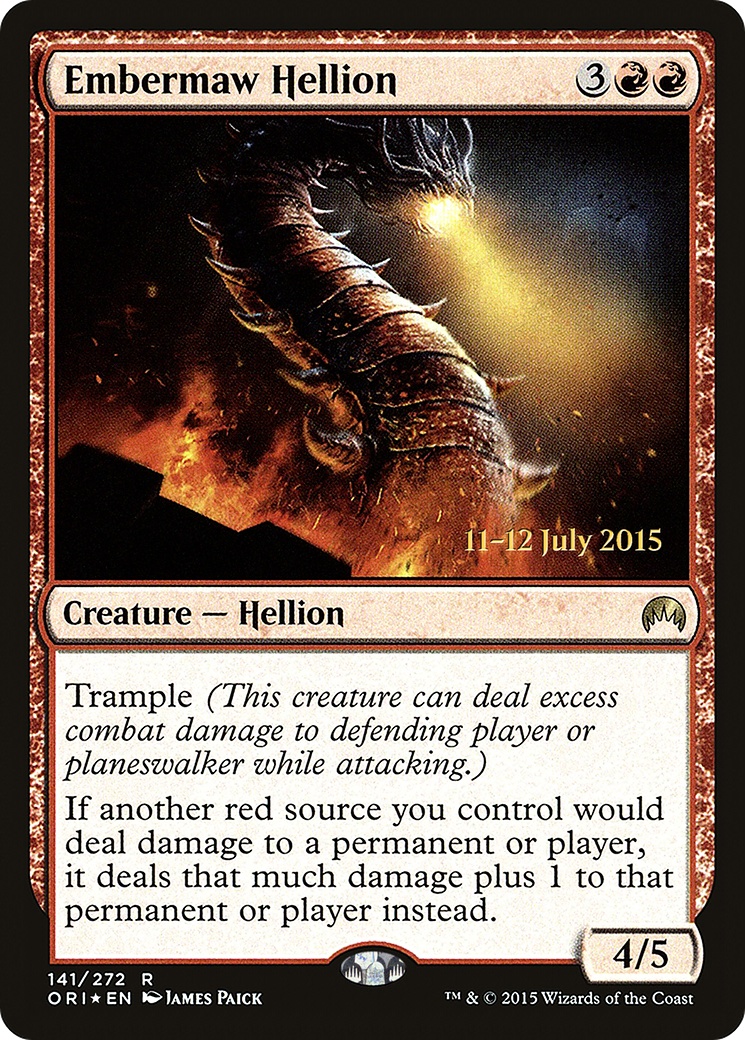 Embermaw Hellion 3
11–12 July 2015
Creature — Hellion
Trample (This creature can deal excess
combat damage to defending player or
planeswalker while attacking.)
If another red source you control would
deal damage to a permanent or player,
it deals that much damage plus 1 to that
permanent or player instead.
4/5
141/272 R
ORI★EN James Paick
™ & © 2015 Wizards of the Coast